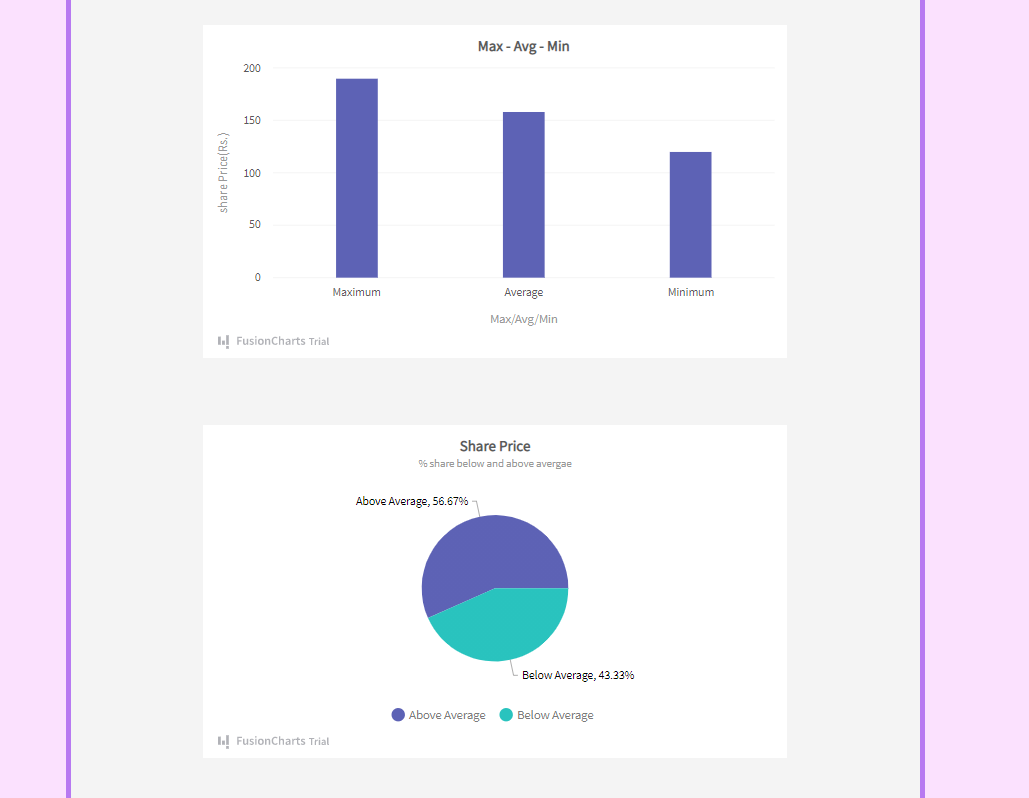 Max - Avg - Min
200
150
100
50
0
share Price(Rs.)
Maximum
Average
Minimum
Max/Avg/Min
FusionCharts Trial
Share Price
% share below and above avergae
Above Average, 56.67%
Below Average, 43.33%
Above Average
Below Average
FusionCharts Trial